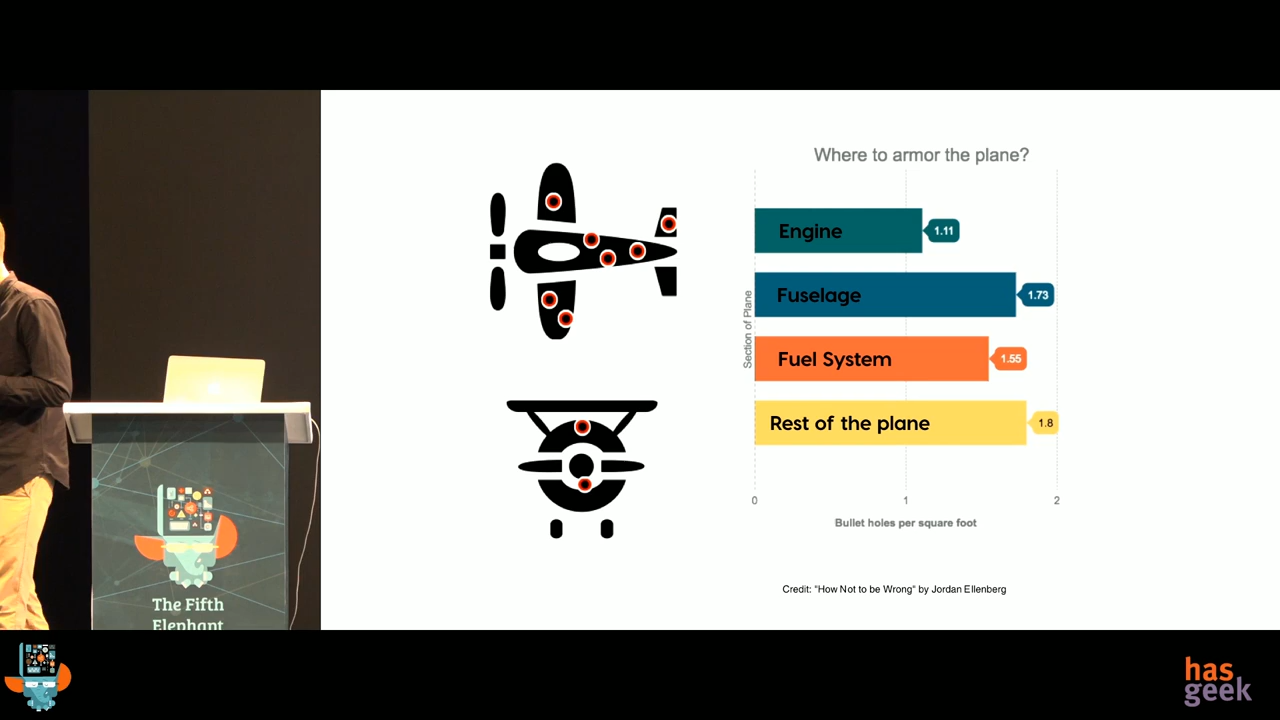 Where to armor the plane?
Engine
1.11
Fuselage
1.73
Fuel System
1.55
Rest of the plane
1.8
Section of Plane
0
1
2
Bullet holes per square foot
Credit: "How Not to be Wrong" by Jordan Ellenberg
The Fifth
Elephant
has
geek